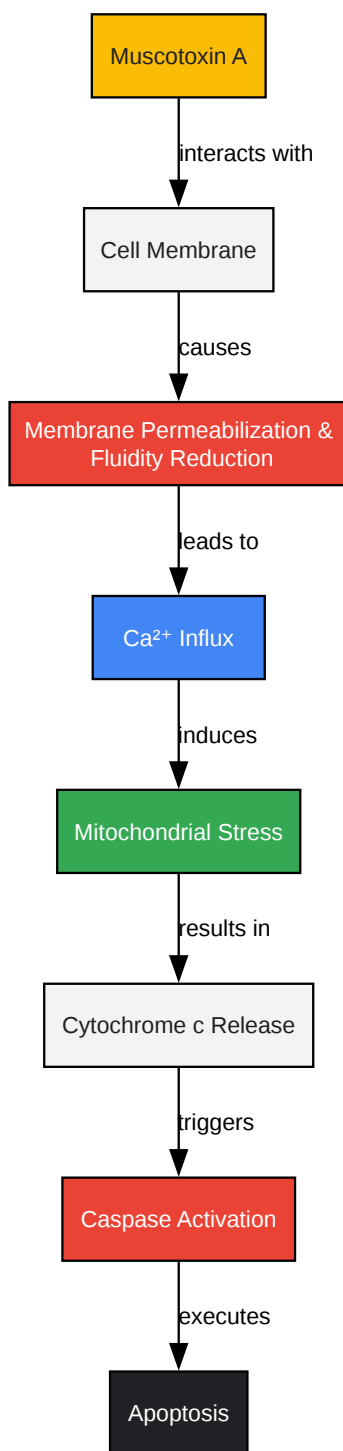 Muscotoxin A
interacts with
Cell Membrane
causes
Membrane Permeabilization &
Fluidity Reduction
leads to
Ca²⁺ Influx
induces
Mitochondrial Stress
results in
Cytochrome c Release
triggers
Caspase Activation
executes
Apoptosis